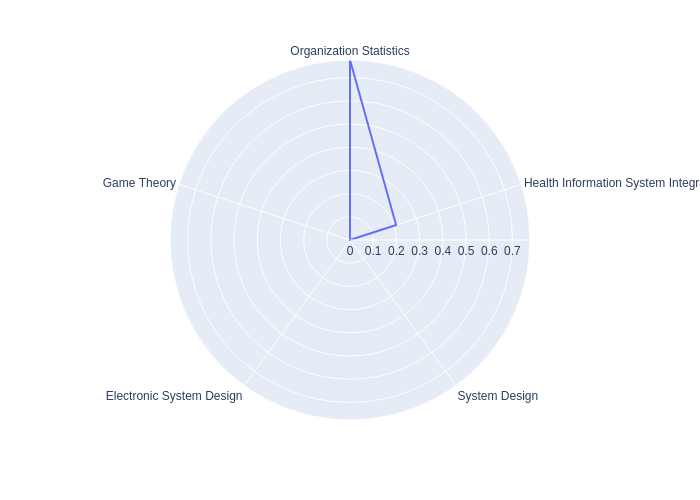 Organization Statistics
Game Theory
Health Information System Integr
0 0.1 0.2 0.3 0.4 0.5 0.6 0.7
Electronic System Design
System Design